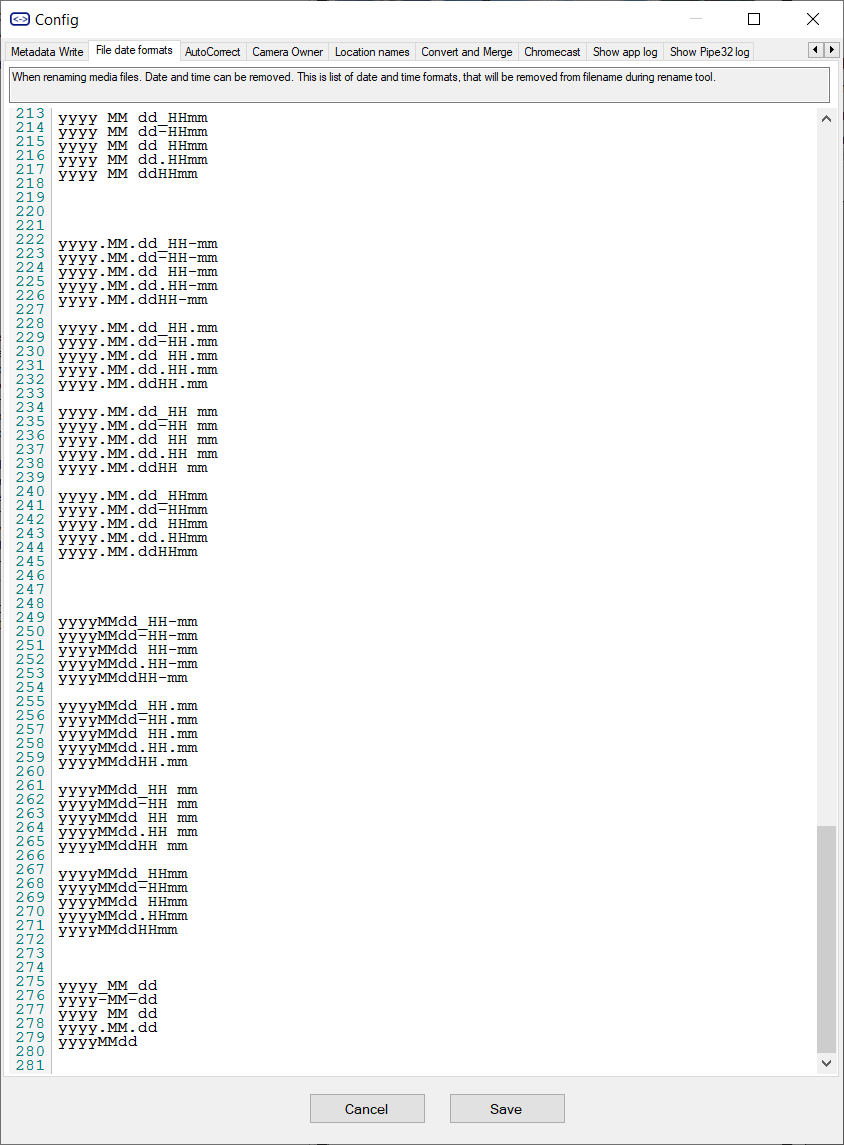 Config
Metadata Write File date formats AutoCorrect Camera Owner Location names Convert and Merge Chromecast Show app log Show Pipe32 log
When renaming media files. Date and time can be removed. This is list of date and time formats, that will be removed from filename during rename tool.
213 yyyy MM dd_HHmm
214 yyyy MM dd-HHmm
215 yyyy MM dd HHmm
216 yyyy MM dd.HHmm
217 yyyy MM ddHHmm
218
219
220
221
222 yyyy.MM.dd_HH-mm
223 yyyy.MM.dd-HH-mm
224 yyyy.MM.dd HH-mm
225 yyyy.MM.dd.HH-mm
226 yyyy.MM.ddHH-mm
227
228 yyyy.MM.dd_HH.mm
229 yyyy.MM.dd-HH.mm
230 yyyy.MM.dd HH.mm
231 yyyy.MM.dd.HH.mm
232 yyyy.MM.ddHH.mm
233
234 yyyy.MM.dd_HH mm
235 yyyy.MM.dd-HH mm
236 yyyy.MM.dd HH mm
237 yyyy.MM.dd.HH mm
238 yyyy.MM.ddHH mm
239
240 yyyy.MM.dd_HHmm
241 yyyy.MM.dd-HHmm
242 yyyy.MM.dd HHmm
243 yyyy.MM.dd.HHmm
244 yyyy.MM.ddHHmm
245
246
247
248
249 yyyyMMdd_HH-mm
250 yyyyMMdd-HH-mm
251 yyyyMMdd HH-mm
252 yyyyMMdd.HH-mm
253 yyyyMMddHH-mm
254
255 yyyyMMdd_HH.mm
256 yyyyMMdd-HH.mm
257 yyyyMMdd HH.mm
258 yyyyMMdd.HH.mm
259 yyyyMMddHH.mm
260
261 yyyyMMdd_HH mm
262 yyyyMMdd-HH mm
263 yyyyMMdd HH mm
264 yyyyMMdd.HH mm
265 yyyyMMddHH mm
266
267 yyyyMMdd_HHmm
268 yyyyMMdd-HHmm
269 yyyyMMdd HHmm
270 yyyyMMdd.HHmm
271 yyyyMMddHHmm
272
273
274
275 yyyy_MM_dd
276 yyyy-MM-dd
277 yyyy MM dd
278 yyyy.MM.dd
279 yyyyMMdd
280
281
Cancel Save